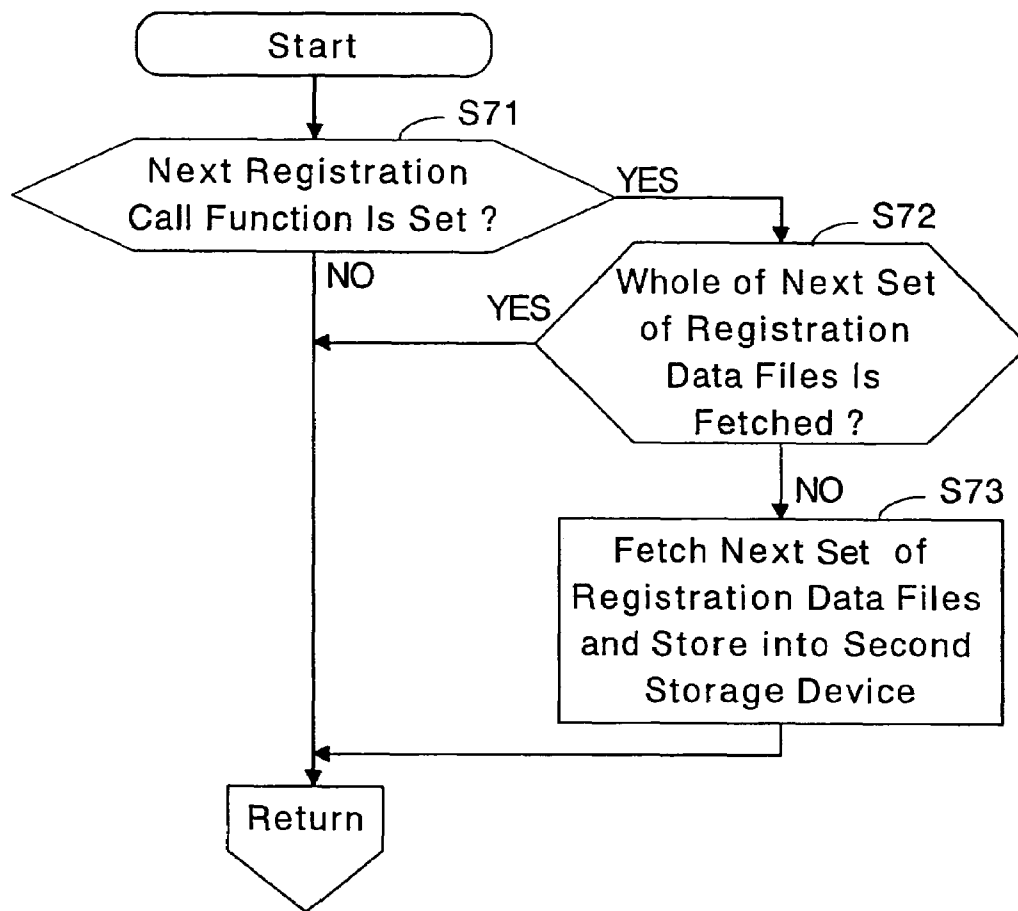 Start
S71
Next Registration
Call Function Is Set ?
YES
NO
S72
Whole of Next Set
of Registration
Data Files Is
Fetched ?
YES
NO
S73
Fetch Next Set of
Registration Data Files
and Store into Second
Storage Device
Return